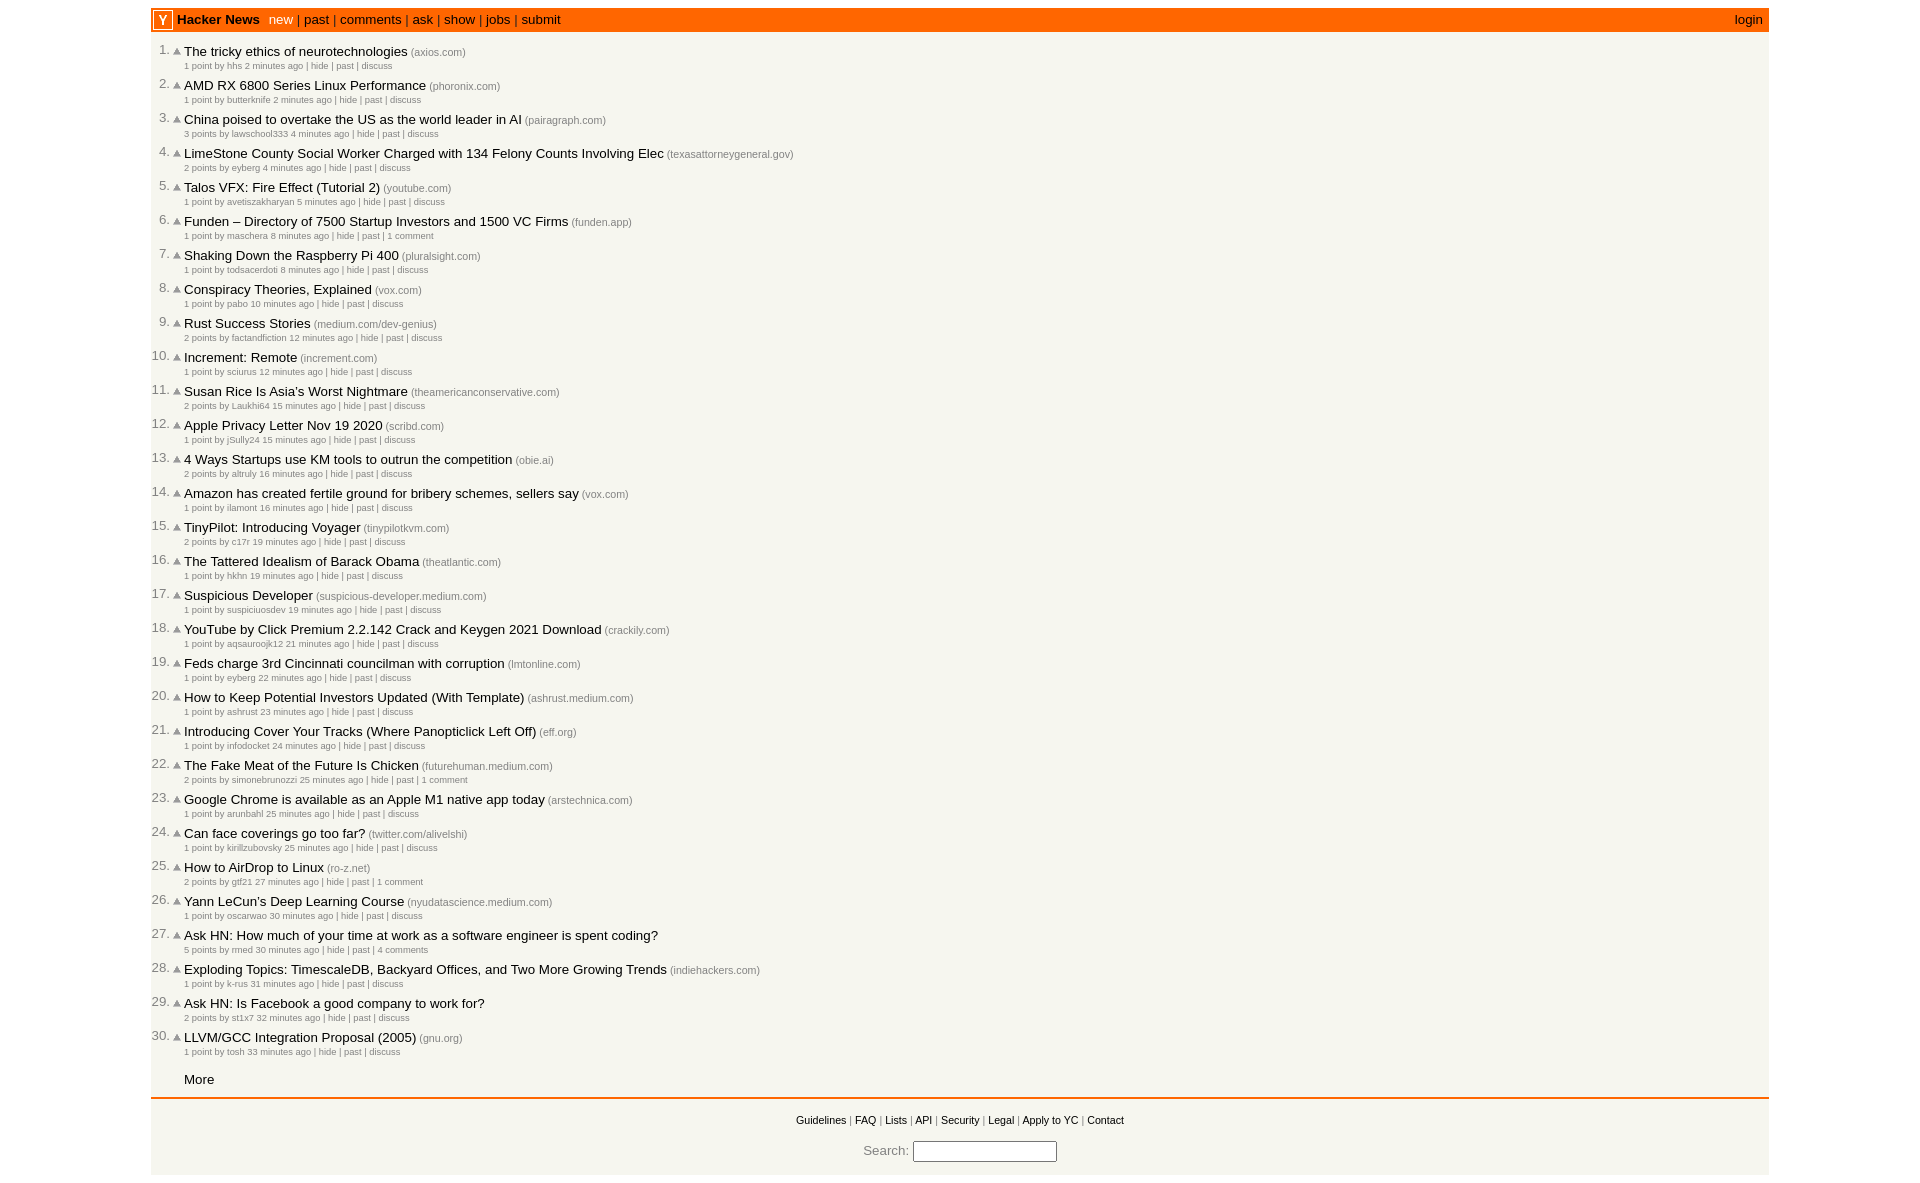 Y Hacker News new | past | comments | ask | show | jobs | submit login
1. The tricky ethics of neurotechnologies (axios.com)
1 point by hhs 2 minutes ago | hide | past | discuss
2. AMD RX 6800 Series Linux Performance (phoronix.com)
1 point by butterknife 2 minutes ago | hide | past | discuss
3. China poised to overtake the US as the world leader in AI (pairagraph.com)
3 points by lawschool333 4 minutes ago | hide | past | discuss
4. LimeStone County Social Worker Charged with 134 Felony Counts Involving Elec (texasattorneygeneral.gov)
2 points by eyberg 4 minutes ago | hide | past | discuss
5. Talos VFX: Fire Effect (Tutorial 2) (youtube.com)
1 point by avetiszakharyan 5 minutes ago | hide | past | discuss
6. Funden – Directory of 7500 Startup Investors and 1500 VC Firms (funden.app)
1 point by maschera 8 minutes ago | hide | past | 1 comment
7. Shaking Down the Raspberry Pi 400 (pluralsight.com)
1 point by todsacerdoti 8 minutes ago | hide | past | discuss
8. Conspiracy Theories, Explained (vox.com)
1 point by pabo 10 minutes ago | hide | past | discuss
9. Rust Success Stories (medium.com/dev-genius)
2 points by factandfiction 12 minutes ago | hide | past | discuss
10. Increment: Remote (increment.com)
1 point by sciurus 12 minutes ago | hide | past | discuss
11. Susan Rice Is Asia’s Worst Nightmare (theamericanconservative.com)
2 points by Laukhi64 15 minutes ago | hide | past | discuss
12. Apple Privacy Letter Nov 19 2020 (scribd.com)
1 point by jSully24 15 minutes ago | hide | past | discuss
13. 4 Ways Startups use KM tools to outrun the competition (obie.ai)
2 points by altruly 16 minutes ago | hide | past | discuss
14. Amazon has created fertile ground for bribery schemes, sellers say (vox.com)
1 point by ilamont 16 minutes ago | hide | past | discuss
15. TinyPilot: Introducing Voyager (tinypilotkvm.com)
2 points by c17r 19 minutes ago | hide | past | discuss
16. The Tattered Idealism of Barack Obama (theatlantic.com)
1 point by hkhn 19 minutes ago | hide | past | discuss
17. Suspicious Developer (suspicious-developer.medium.com)
1 point by suspiciuosdev 19 minutes ago | hide | past | discuss
18. YouTube by Click Premium 2.2.142 Crack and Keygen 2021 Download (crackily.com)
1 point by aqsauroojk12 21 minutes ago | hide | past | discuss
19. Feds charge 3rd Cincinnati councilman with corruption (lmtonline.com)
1 point by eyberg 22 minutes ago | hide | past | discuss
20. How to Keep Potential Investors Updated (With Template) (ashrust.medium.com)
1 point by ashrust 23 minutes ago | hide | past | discuss
21. Introducing Cover Your Tracks (Where Panopticlick Left Off) (eff.org)
1 point by infodocket 24 minutes ago | hide | past | discuss
22. The Fake Meat of the Future Is Chicken (futurehuman.medium.com)
2 points by simonebrunozzi 25 minutes ago | hide | past | 1 comment
23. Google Chrome is available as an Apple M1 native app today (arstechnica.com)
1 point by arunbahl 25 minutes ago | hide | past | discuss
24. Can face coverings go too far? (twitter.com/alivelshi)
1 point by kirillzubovsky 25 minutes ago | hide | past | discuss
25. How to AirDrop to Linux (ro-z.net)
2 points by gtf21 27 minutes ago | hide | past | 1 comment
26. Yann LeCun’s Deep Learning Course (nyudatascience.medium.com)
1 point by oscarwao 30 minutes ago | hide | past | discuss
27. Ask HN: How much of your time at work as a software engineer is spent coding?
5 points by rmed 30 minutes ago | hide | past | 4 comments
28. Exploding Topics: TimescaleDB, Backyard Offices, and Two More Growing Trends (indiehackers.com)
1 point by k-rus 31 minutes ago | hide | past | discuss
29. Ask HN: Is Facebook a good company to work for?
2 points by st1x7 32 minutes ago | hide | past | discuss
30. LLVM/GCC Integration Proposal (2005) (gnu.org)
1 point by tosh 33 minutes ago | hide | past | discuss
More
Guidelines | FAQ | Lists | API | Security | Legal | Apply to YC | Contact
Search: